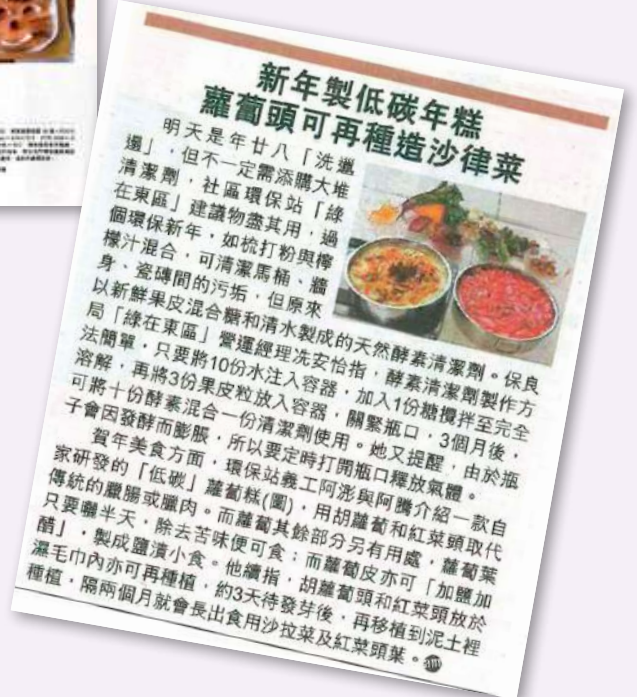 新年製低碳年糕
蘿蔔頭可再種造沙律菜
明天是年廿八「洗邋
遢」，但不一定需添購大堆
清潔劑，社區環保站「綠
在東區」建議物盡其用，過
個環保新年，如梳打粉與檸
檬汁混合，可清潔馬桶、牆
身、瓷磚間的污垢，但原來
以新鮮果皮混合糖和清水製成的天然酵素清潔劑。保良
局「綠在東區」營運經理冼安怡指，酵素清潔劑製作方
法簡單，只要將10份水注入容器，加入1份糖攪拌至完全
溶解，再將3份果皮粒放入容器，關緊瓶口，3個月後，
可將十份酵素混合一份清潔劑使用。她又提醒，由於瓶
子會因發酵而膨脹，所以要定時打開瓶口釋放氣體。
賀年美食方面，環保站義工阿澎與阿騰介紹一款自
家研發的「低碳」蘿蔔糕(圖)，用胡蘿蔔和紅菜頭取代
傳統的臘腸或臘肉。而蘿蔔其餘部分另有用處，蘿蔔葉
只要曬半天，除去苦味便可食；而蘿蔔皮亦可「加鹽加
醋」，製成鹽漬小食。他續指，胡蘿蔔頭和紅菜頭放於
濕毛巾內亦可再種植，約3天待發芽後，再移植到泥土裡
種植，隔兩個月就會長出食用沙拉菜及紅菜頭葉。